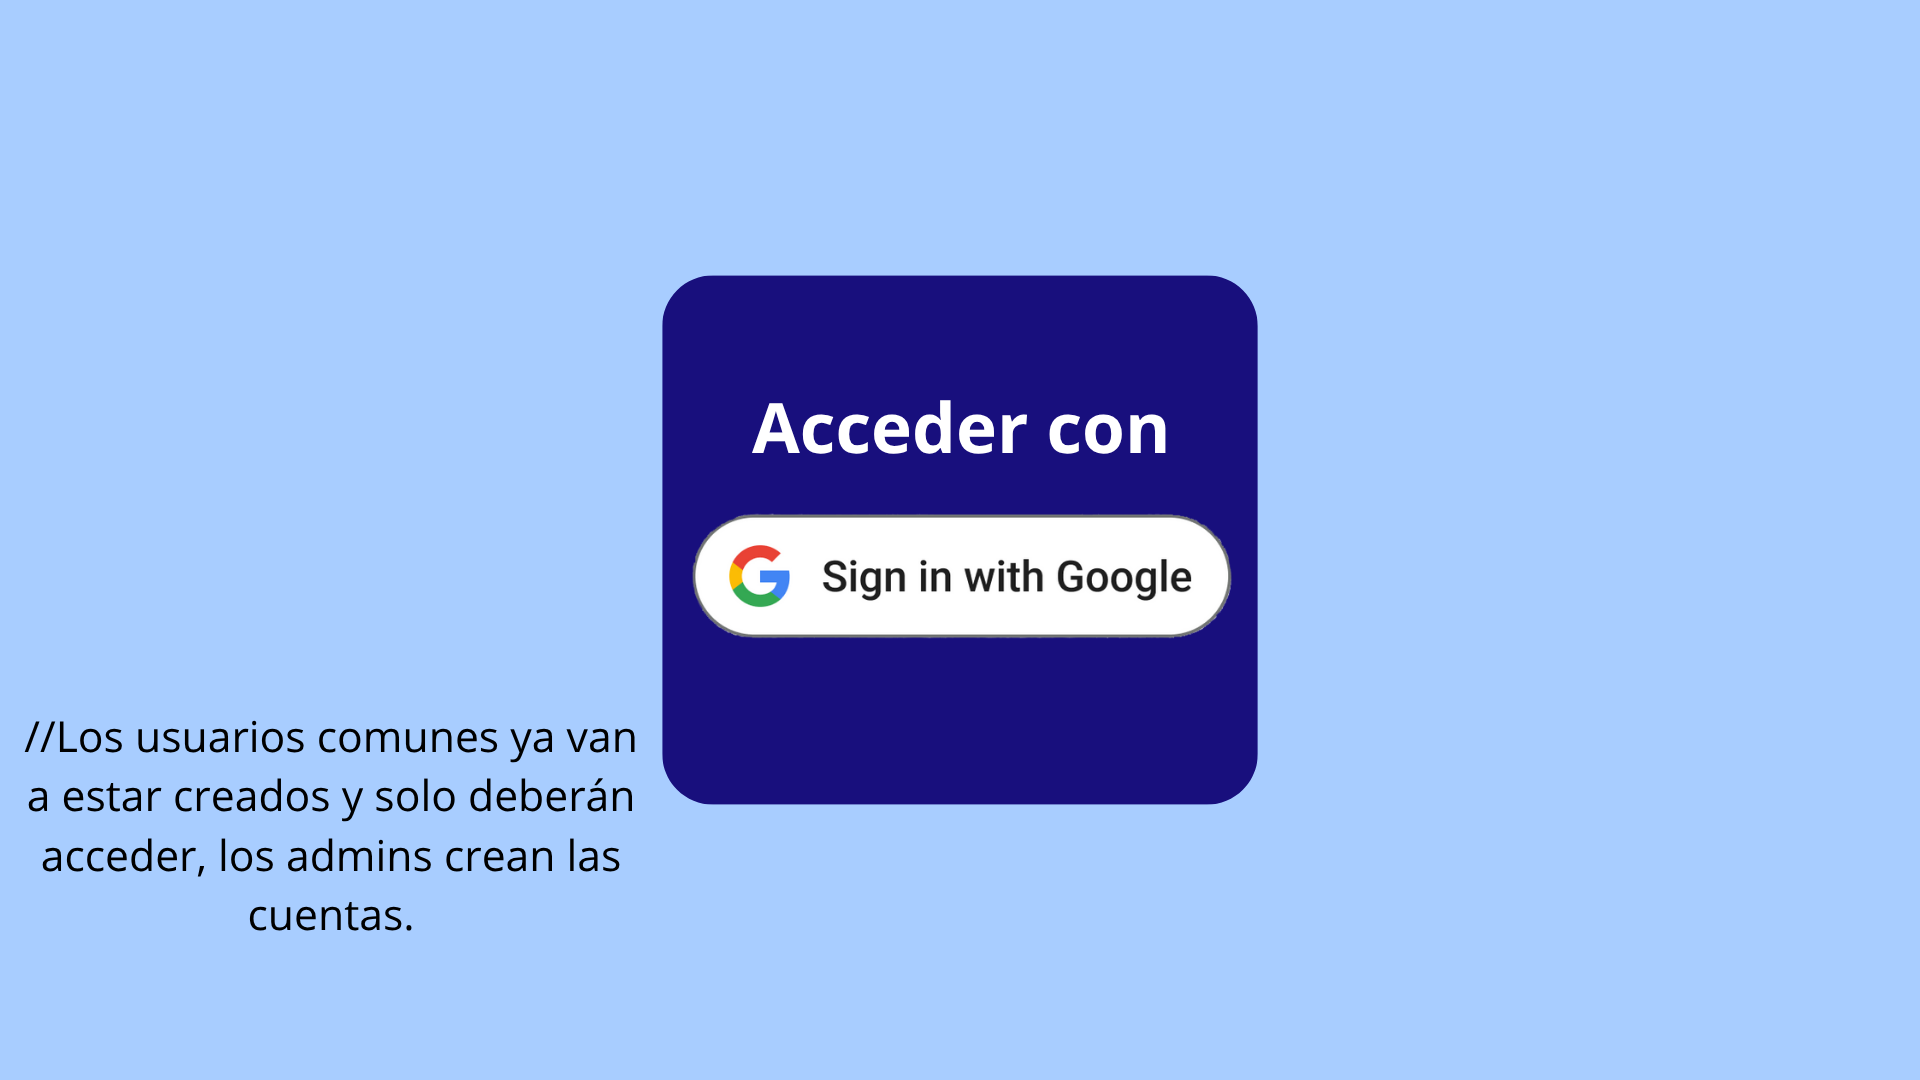 Acceder con
Sign in with Google
//Los usuarios comunes ya van
a estar creados y solo deberán
acceder, los admins crean las
cuentas.